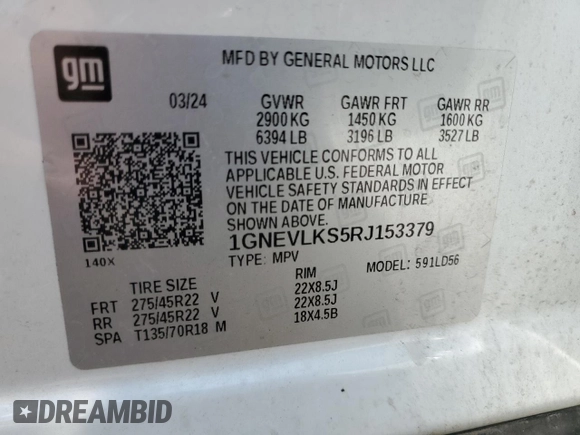 gm
MFD BY GENERAL MOTORS LLC
03/24 GVWR GAWR FRT GAWR RR
2900 KG 1450 KG 1600 KG
6394 LB 3196 LB 3527 LB
THIS VEHICLE CONFORMS TO ALL
APPLICABLE U.S. FEDERAL MOTOR
VEHICLE SAFETY STANDARDS IN EFFECT
ON THE DATE OF MANUFACTURE
SHOWN ABOVE.
1GNEVLKS5RJ153379
140X TYPE: MPV MODEL: 591LD56
TIRE SIZE RIM
FRT 275/45R22 V 22X8.5J
RR 275/45R22 V 22X8.5J
SPA T135/70R18 M 18X4.5B
DREAMBID